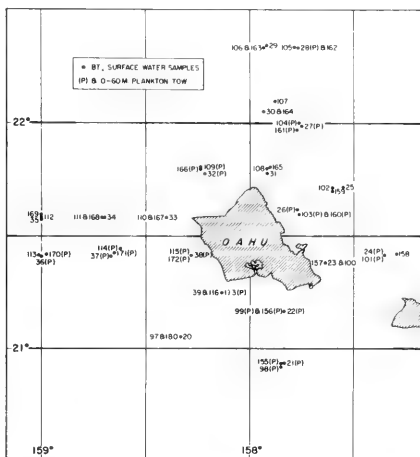 106 & 163 29 105 28(P) & 162
• BT, SURFACE WATER SAMPLES
(P) & 0-60M PLANKTON TOW
107
30 & 164
22°
104(P) 27(P)
161(P)
166(P) 109(P) 108 165
32(P) 31
102 25
159
26(P)
103(P) & 160(P)
169 112 111 & 168 34 110 & 167 33
35
OAHU
114(P)
113 170(P) 37(P) 171(P)
36(P)
115(P) 38(P)
172(P)
157 23 & 100
24(P) 158
101(P)
39 & 116 173(P)
99(P) & 156(P) 22(P)
97 & 180 20
21°
155(P) 21(P)
98(P)
159° 158°